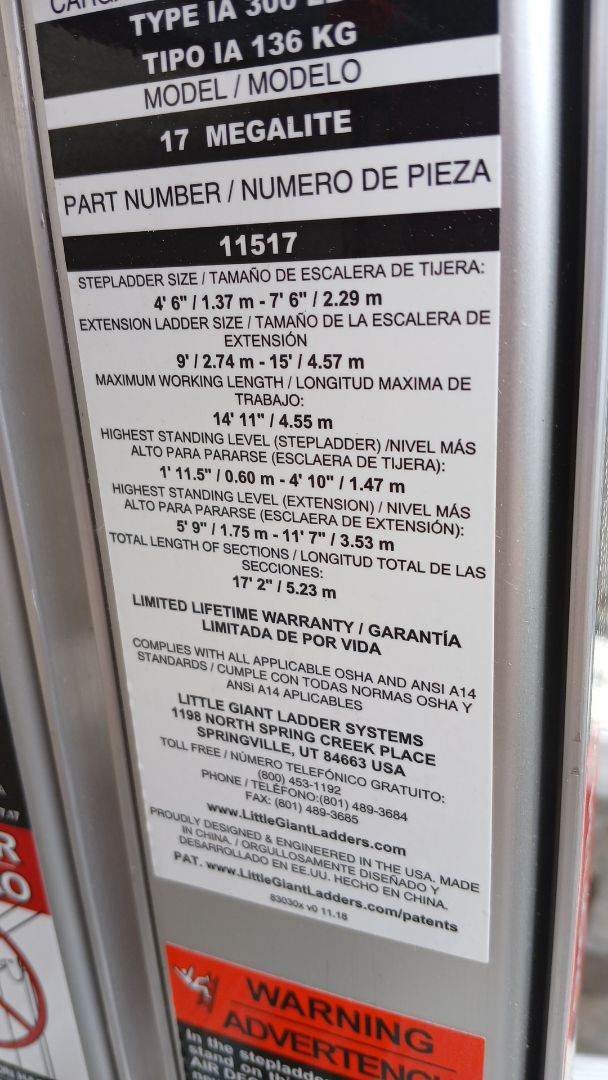 TYPE IA 300
TIPO IA 136 KG
MODEL / MODELO
17 MEGALITE
PART NUMBER / NUMERO DE PIEZA
11517
STEPLADDER SIZE / TAMAÑO DE ESCALERA DE TIJERA:
4' 6" / 1.37 m - 7' 6" / 2.29 m
EXTENSION LADDER SIZE / TAMAÑO DE LA ESCALERA DE
EXTENSIÓN
9' / 2.74 m - 15' / 4.57 m
MAXIMUM WORKING LENGTH / LONGITUD MAXIMA DE
TRABAJO:
14' 11" / 4.55 m
HIGHEST STANDING LEVEL (STEPLADDER) /NIVEL MÁS
ALTO PARA PARARSE (ESCLAERA DE TIJERA):
1' 11.5" / 0.60 m - 4' 10" / 1.47 m
HIGHEST STANDING LEVEL (EXTENSION) / NIVEL MÁS
ALTO PARA PARARSE (ESCLAERA DE EXTENSIÓN):
5' 9" / 1.75 m - 11' 7" / 3.53 m
TOTAL LENGTH OF SECTIONS / LONGITUD TOTAL DE LAS
SECCIONES:
17' 2" / 5.23 m
LIMITED LIFETIME WARRANTY / GARANTÍA
LIMITADA DE POR VIDA
COMPLIES WITH ALL APPLICABLE OSHA AND ANSI A14
STANDARDS / CUMPLE CON TODAS NORMAS OSHA Y
ANSI A14 APLICABLES
LITTLE GIANT LADDER SYSTEMS
1198 NORTH SPRING CREEK PLACE
SPRINGVILLE, UT 84663 USA
TOLL FREE / NÚMERO TELEFÓNICO GRATUITO:
(800) 453-1192
PHONE / TELÉFONO:(801) 489-3684
FAX: (801) 489-3685
www.LittleGiantLadders.com
PROUDLY DESIGNED & ENGINEERED IN THE USA. MADE
IN CHINA. / ORGULLOSAMENTE DISEÑADO Y
DESARROLLADO EN EE.UU. HECHO EN CHINA.
PAT. www.LittleGiantLadders.com/patents
83030x v0 11.18
WARNING
In the stepladder
stand on